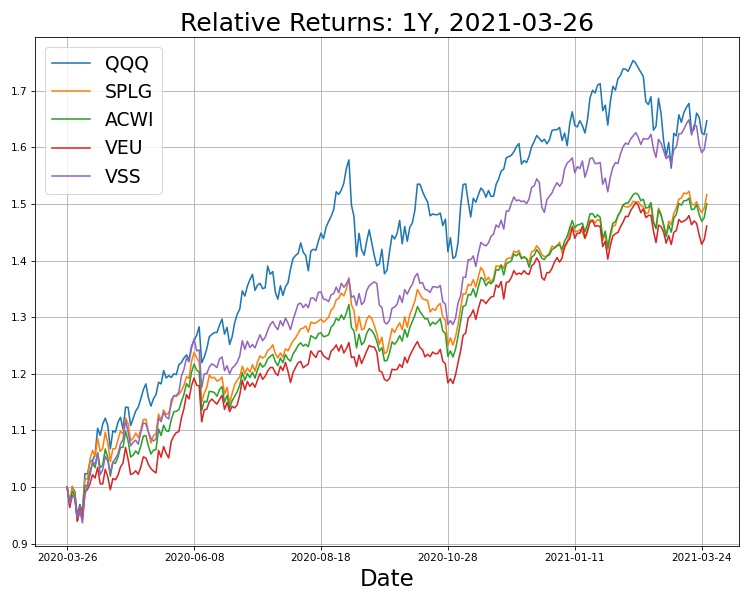 Relative Returns: 1Y, 2021-03-26
QQQ
SPLG
ACWI
VEU
VSS
1.7
1.6
1.5
1.4
1.3
1.2
1.1
1.0
0.9
2020-03-26 2020-06-08 2020-08-18 2020-10-28 2021-01-11 2021-03-24
Date